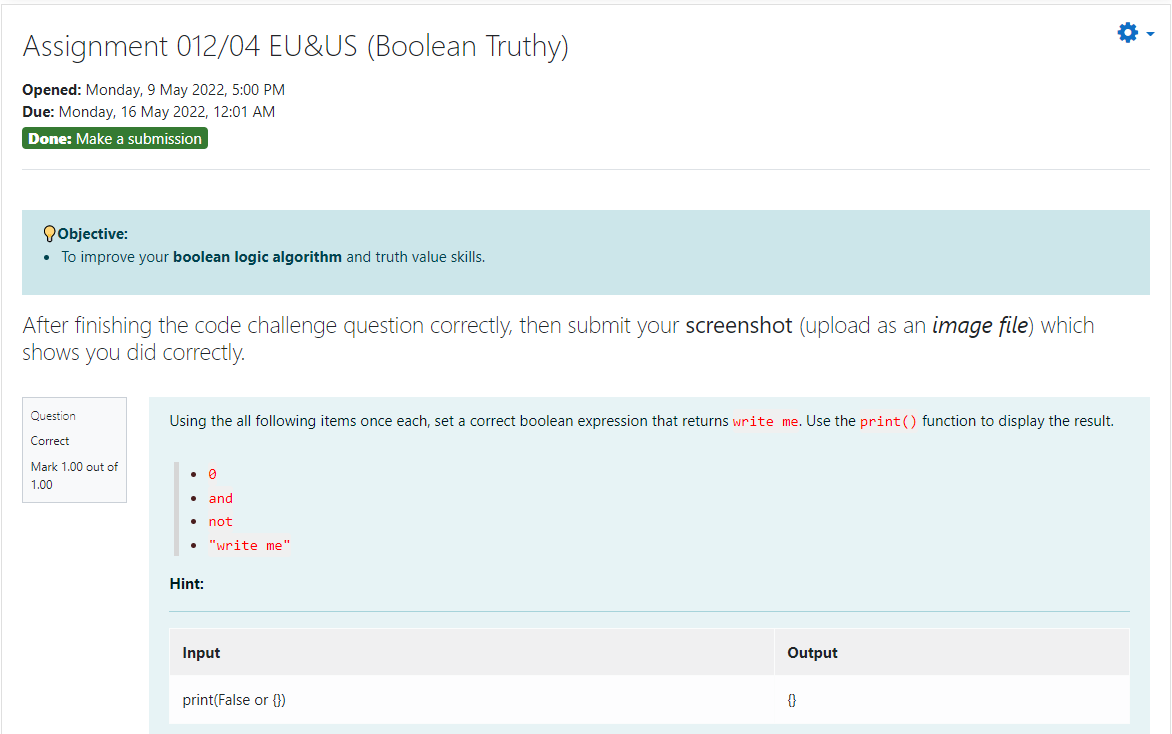 Assignment 012/04 EU&US (Boolean Truthy)
Opened: Monday, 9 May 2022, 5:00 PM
Due: Monday, 16 May 2022, 12:01 AM
Done: Make a submission
Objective:
To improve your boolean logic algorithm and truth value skills.
After finishing the code challenge question correctly, then submit your screenshot (upload as an image file) which
shows you did correctly.
Question
Correct
Mark 1.00 out of
1.00
Using the all following items once each, set a correct boolean expression that returns write me. Use the print() function to display the result.
0
and
not
"write me"
Hint:
Input Output
print(False or {}) {}